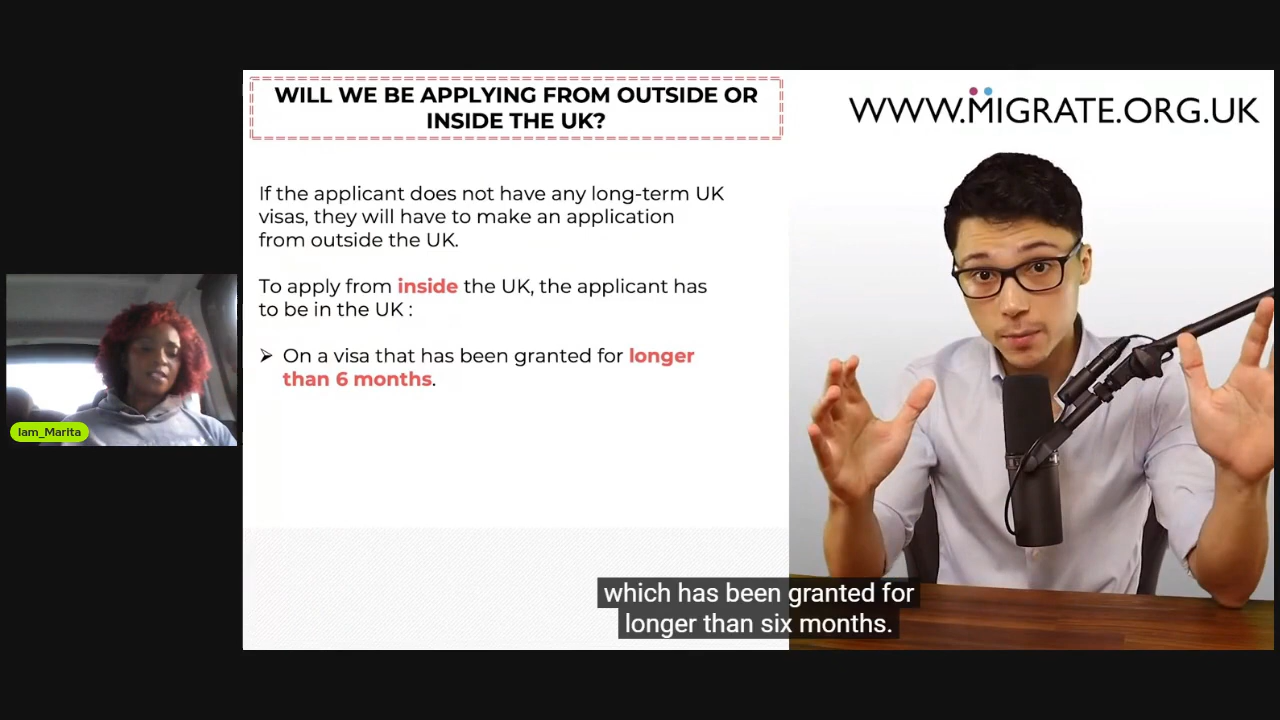 WILL WE BE APPLYING FROM OUTSIDE OR
INSIDE THE UK?
WWW.MIGRATE.ORG.UK
If the applicant does not have any long-term UK
visas, they will have to make an application
from outside the UK.
To apply from inside the UK, the applicant has
to be in the UK :
➢ On a visa that has been granted for longer
than 6 months.
Iam_Marita
which has been granted for
longer than six months.